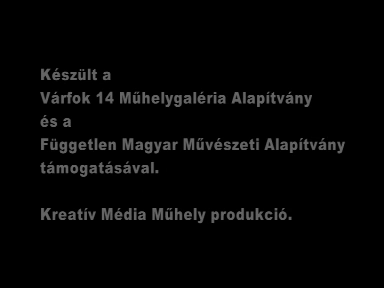 Készült a
Várfok 14 Műhelygaléria Alapítvány
és a
Független Magyar Művészeti Alapítvány
támogatásával.
Kreatív Média Műhely produkció.